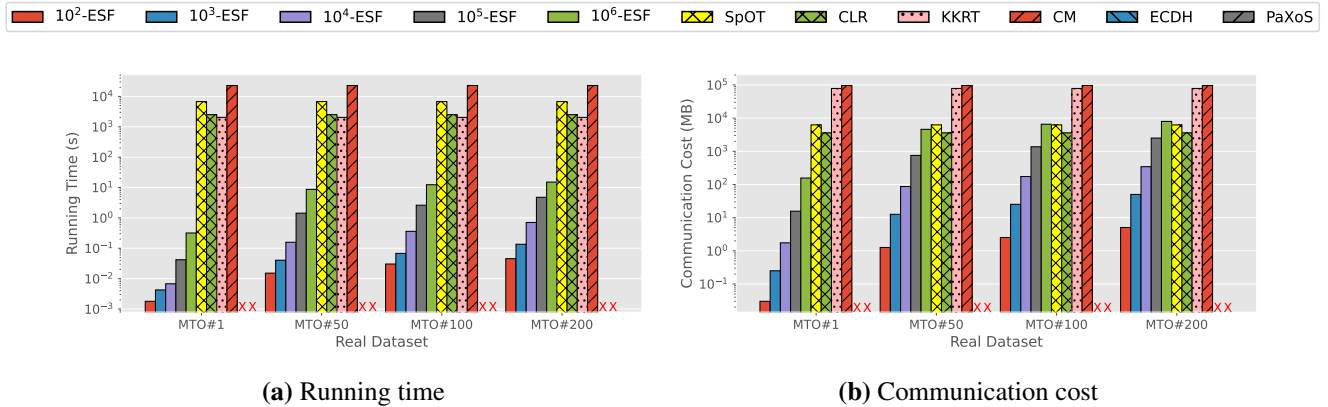 10²-ESF 10³-ESF 10⁴-ESF 10⁵-ESF 10⁶-ESF SpOT CLR KKRT CM ECDH PaXoS
Running Time (s)
10⁴
10³
10²
10¹
10⁰
10⁻¹
10⁻²
10⁻³
X X X X X X X X
MTO#1 MTO#50 MTO#100 MTO#200
Real Dataset
(a) Running time
Communication Cost (MB)
10⁵
10⁴
10³
10²
10¹
10⁰
10⁻¹
X X X X X X X X
MTO#1 MTO#50 MTO#100 MTO#200
Real Dataset
(b) Communication cost